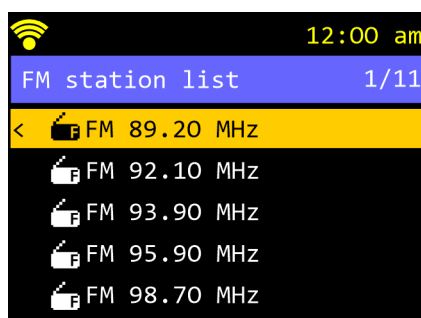 12:00 am
FM station list 1/11
< F FM 89.20 MHz
F FM 92.10 MHz
F FM 93.90 MHz
F FM 95.90 MHz
F FM 98.70 MHz